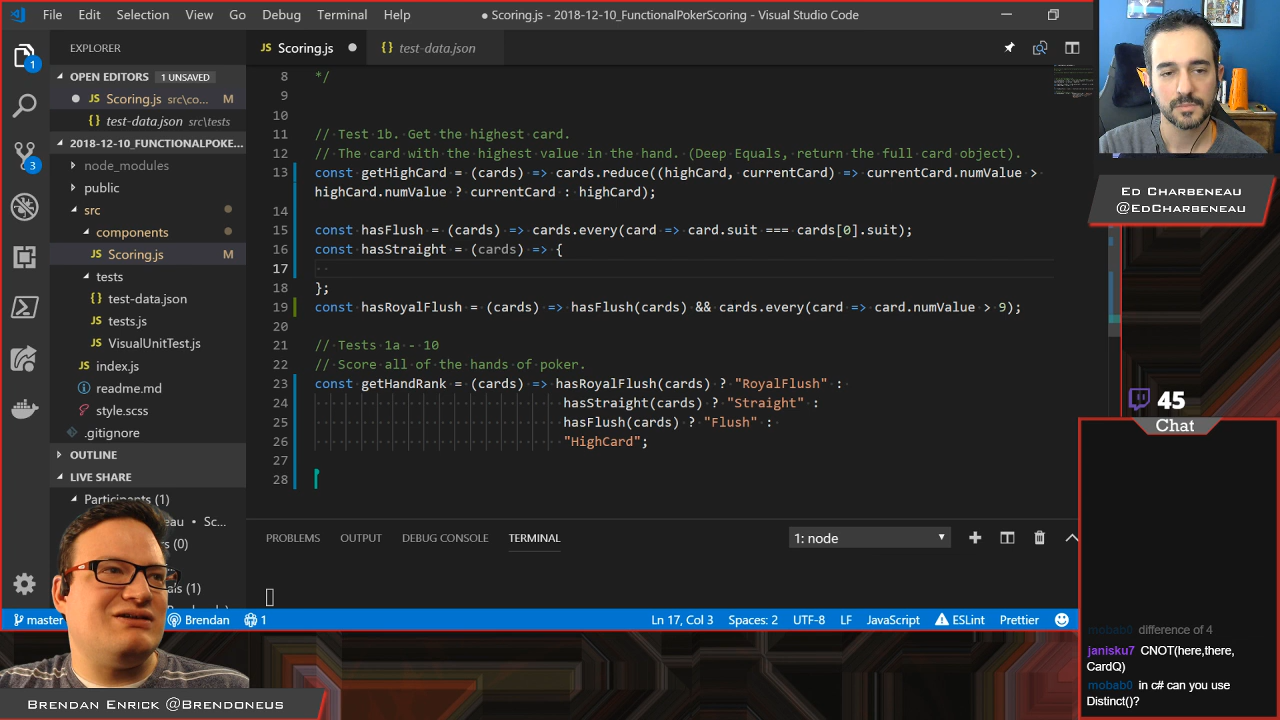 File Edit Selection View Go Debug Terminal Help
● Scoring.js - 2018-12-10_FunctionalPokerScoring - Visual Studio Code
EXPLORER
OPEN EDITORS 1 UNSAVED
Scoring.js src\co... M
test-data.json src\tests
2018-12-10_FUNCTIONALPOKE...
node_modules
public
src
components
Scoring.js M
tests
test-data.json
tests.js
VisualUnitTest.js
index.js
readme.md
style.scss
.gitignore
OUTLINE
LIVE SHARE
Participants (1)
1
3
Scoring.js
test-data.json
8 */
9
10
11 // Test 1b. Get the highest card.
12 // The card with the highest value in the hand. (Deep Equals, return the full card object).
13 const getHighCard = (cards) => cards.reduce((highCard, currentCard) => currentCard.numValue >
highCard.numValue ? currentCard : highCard);
14
15 const hasFlush = (cards) => cards.every(card => card.suit === cards[0].suit);
16 const hasStraight = (cards) => {
17
18 };
19 const hasRoyalFlush = (cards) => hasFlush(cards) && cards.every(card => card.numValue > 9);
20
21 // Tests 1a - 10
22 // Score all of the hands of poker.
23 const getHandRank = (cards) => hasRoyalFlush(cards) ? "RoyalFlush" :
24 hasStraight(cards) ? "Straight" :
25 hasFlush(cards) ? "Flush" :
26 "HighCard";
27
28
PROBLEMS OUTPUT DEBUG CONSOLE TERMINAL
1: node
master Brendan 1
Ln 17, Col 3 Spaces: 2 UTF-8 LF JavaScript ESLint Prettier
Brendan Enrick @Brendoneus
Ed Charbeneau
@EdCharbeneau
45
Chat
mobab0 difference of 4
janisku7 CNOT(here,there,
CardQ)
mobab0 in c# can you use
Distinct()?